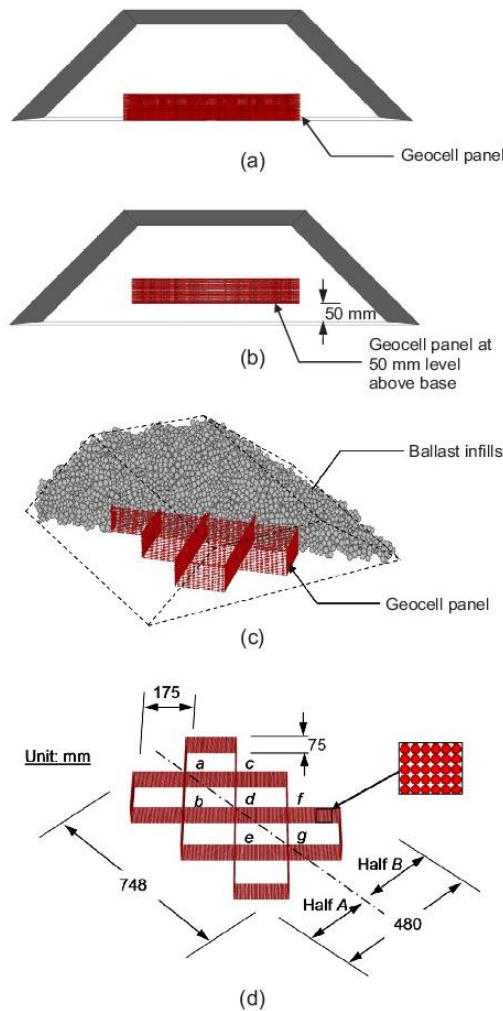 Geocell panel
(a)
50 mm
Geocell panel at
50 mm level
above base
(b)
Ballast infills
Geocell panel
(c)
175
75
Unit: mm
a c
b d f
e g
Half B
748
Half A
480
(d)